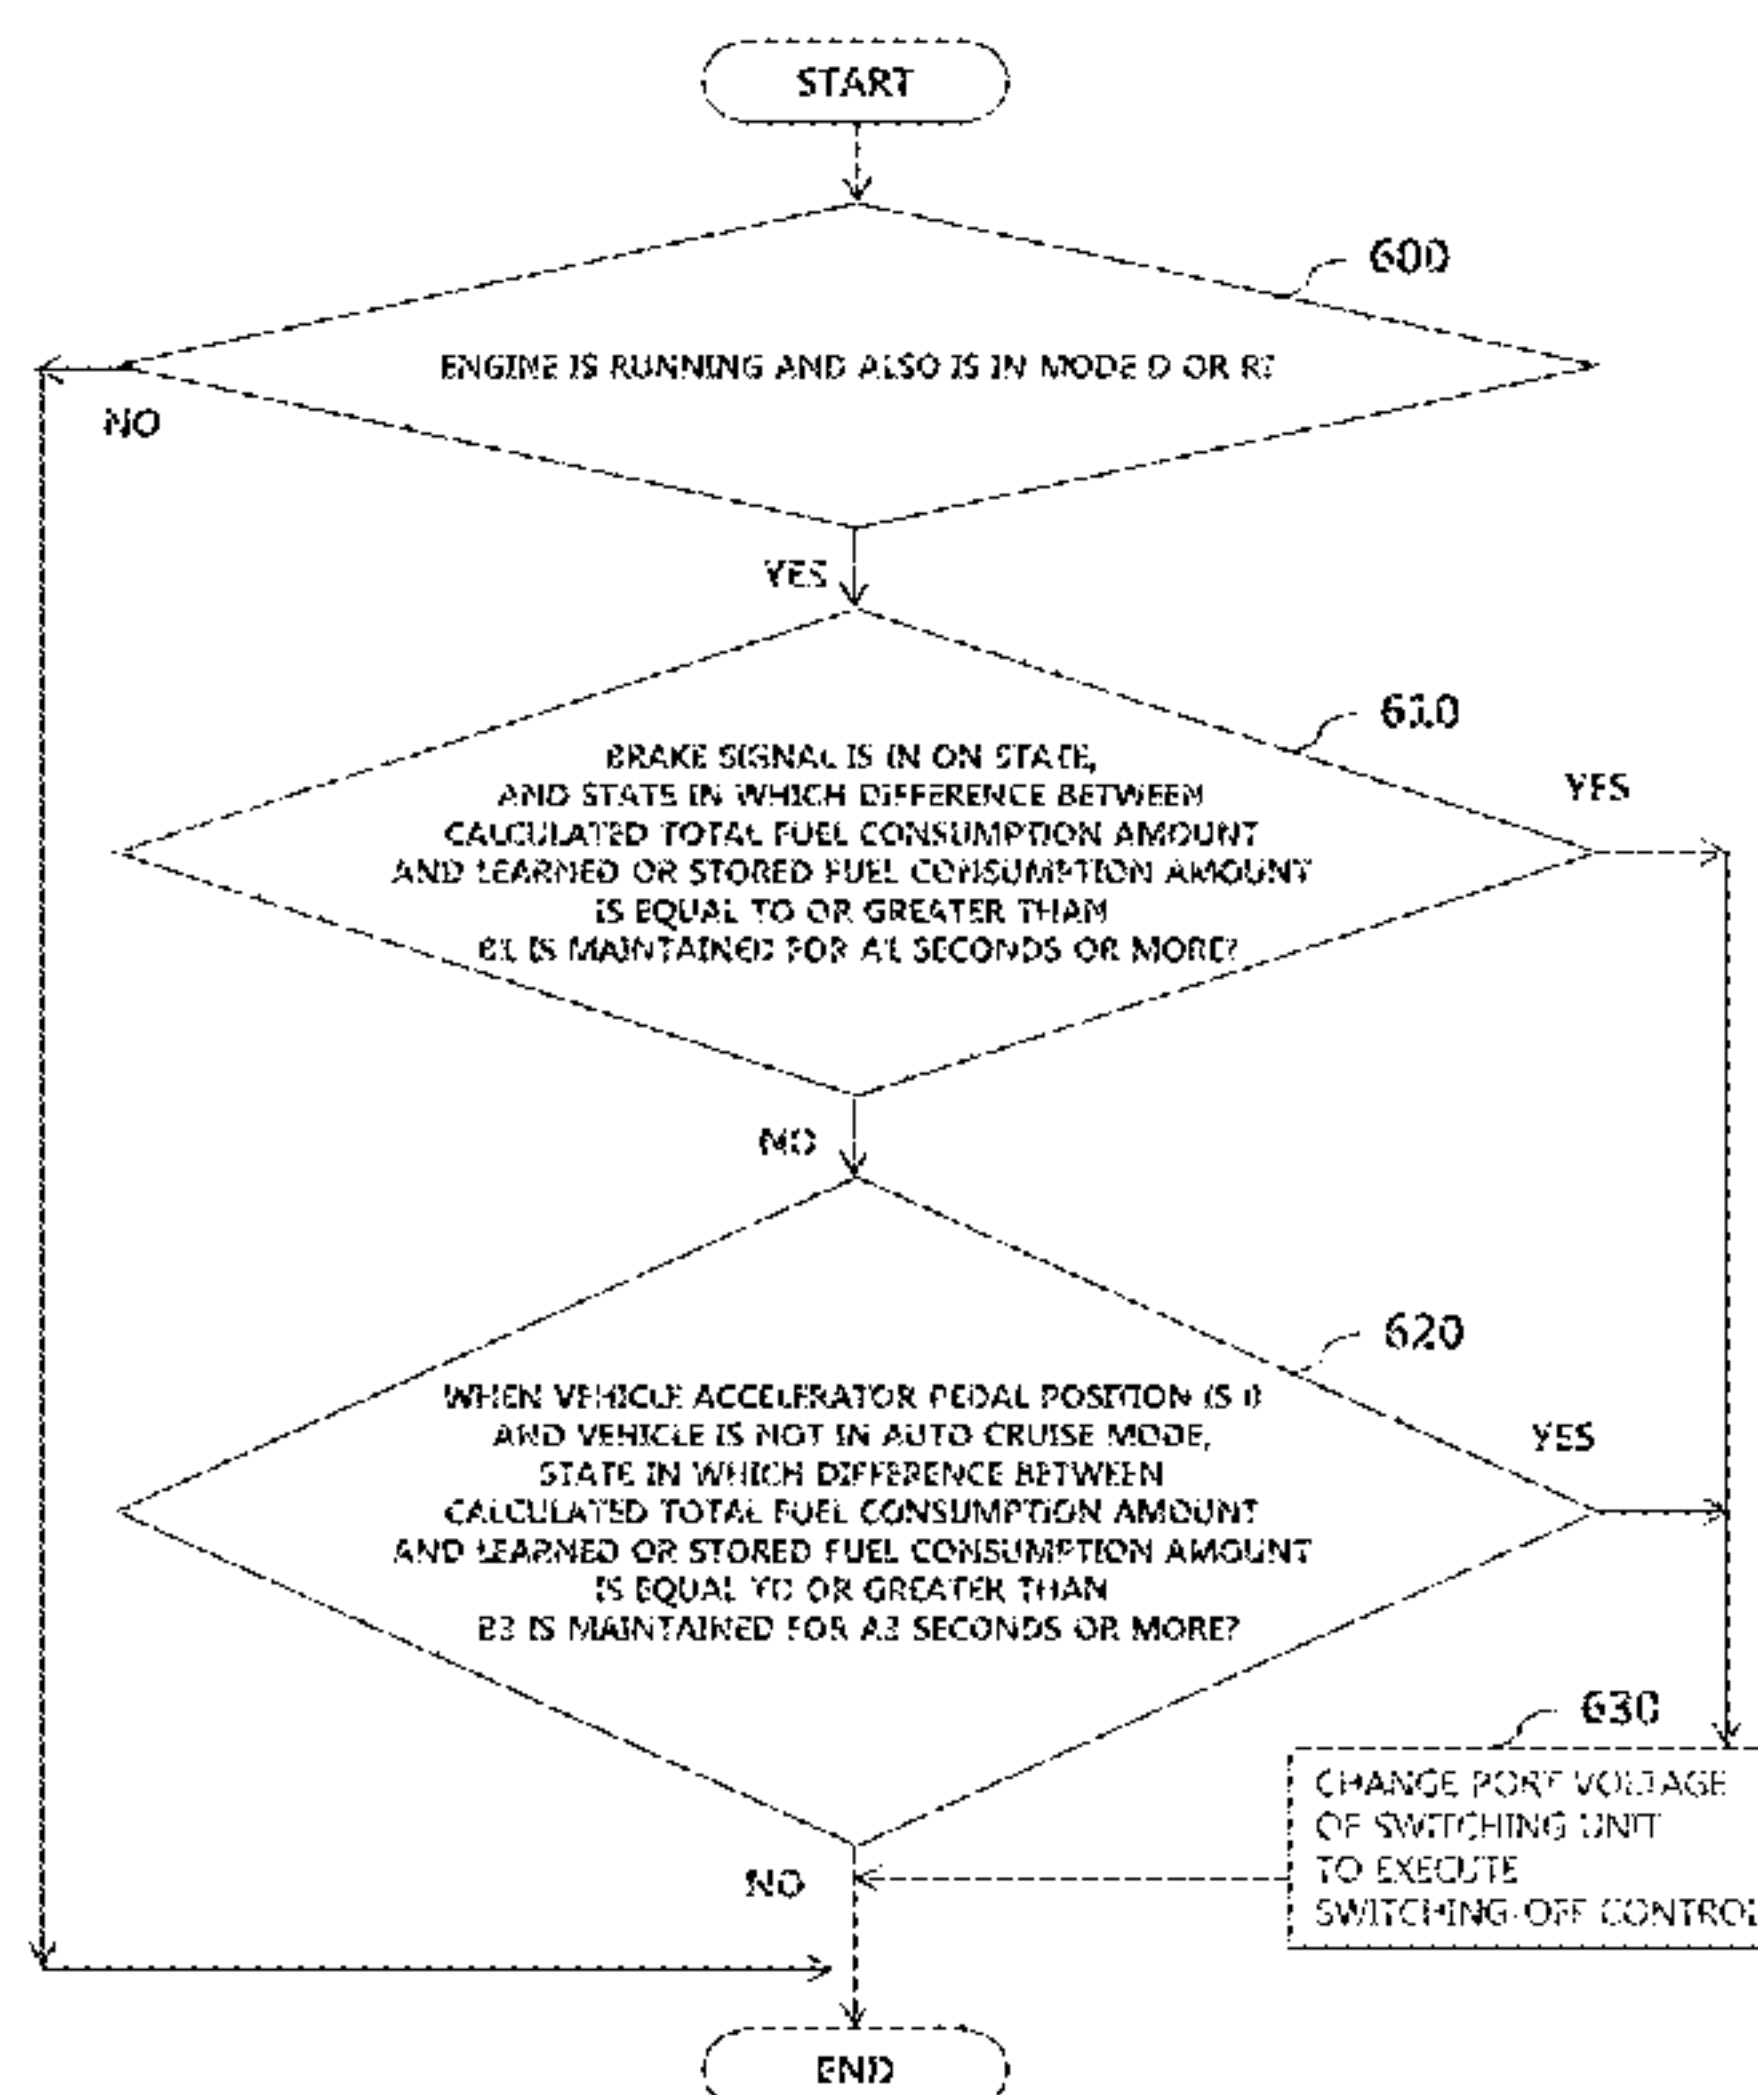 START
600
ENGINE IS RUNNING AND ALSO IS IN MODE D OR R?
NO
YES
610
BRAKE SIGNAL IS IN ON STATE,
AND STATE IN WHICH DIFFERENCE BETWEEN
CALCULATED TOTAL FUEL CONSUMPTION AMOUNT
AND LEARNED OR STORED FUEL CONSUMPTION AMOUNT
IS EQUAL TO OR GREATER THAN
B1 IS MAINTAINED FOR A1 SECONDS OR MORE?
YES
NO
620
WHEN VEHICLE ACCELERATOR PEDAL POSITION
AND VEHICLE IS NOT IN AUTO CRUISE MODE,
STATE IN WHICH DIFFERENCE BETWEEN
CALCULATED TOTAL FUEL CONSUMPTION AMOUNT
AND LEARNED OR STORED FUEL CONSUMPTION AMOUNT
IS EQUAL TO OR GREATER THAN
IS MAINTAINED FOR SECONDS OR MORE?
YES
630
CHANGE PORT VOLTAGE
OF SWITCHING UNIT
TO EXECUTE
SWITCHING-OFF CONTROL
NO
END